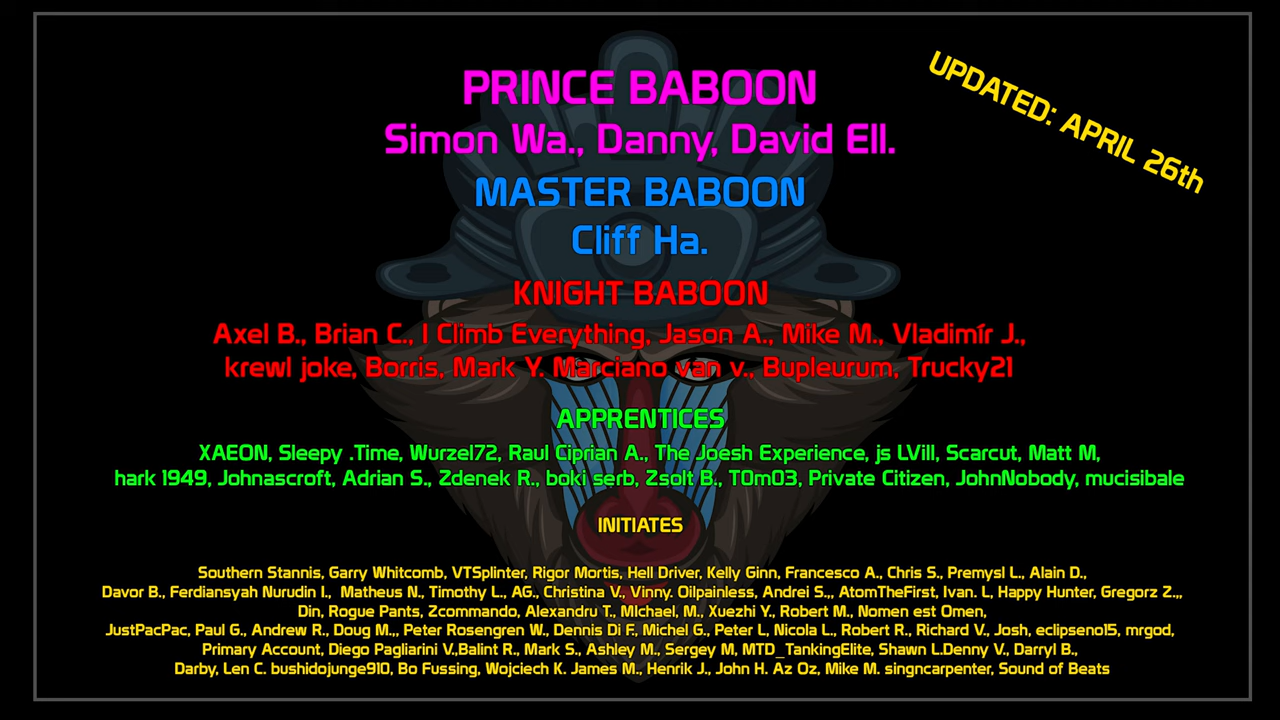 PRINCE BABOON
UPDATED: APRIL 26th
Simon Wa., Danny, David Ell.
MASTER BABOON
Cliff Ha.
KNIGHT BABOON
Axel B., Brian C., I Climb Everything, Jason A., Mike M., Vladimír J.,
krewl joke, Borris, Mark Y. Marciano van v., Bupleurum, Trucky21
APPRENTICES
XAEON, Sleepy .Time, Wurzel72, Raul Ciprian A., The Joesh Experience, js LVill, Scarcut, Matt M,
hark 1949, Johnascroft, Adrian S., Zdenek R., boki serb, Zsolt B., T0m03, Private Citizen, JohnNobody, mucisibale
INITIATES
Southern Stannis, Garry Whitcomb, VTSplinter, Rigor Mortis, Hell Driver, Kelly Ginn, Francesco A., Chris S., Premysl L., Alain D.,
Davor B., Ferdiansyah Nurudin I., Matheus N., Timothy L., AG., Christina V., Vinny. Oilpainless, Andrei S.,, AtomTheFirst, Ivan. L, Happy Hunter, Gregorz Z.,,
Din, Rogue Pants, Zcommando, Alexandru T., MIchael, M., Xuezhi Y., Robert M., Nomen est Omen,
JustPacPac, Paul G., Andrew R., Doug M.,, Peter Rosengren W., Dennis Di F., Michel G., Peter L, Nicola L., Robert R., Richard V., Josh, eclipseno15, mrgod,
Primary Account, Diego Pagliarini V.,Balint R., Mark S., Ashley M., Sergey M, MTD_TankingElite, Shawn L.Denny V., Darryl B.,
Darby, Len C. bushidojunge910, Bo Fussing, Wojciech K. James M., Henrik J., John H. Az Oz, Mike M. singncarpenter, Sound of Beats